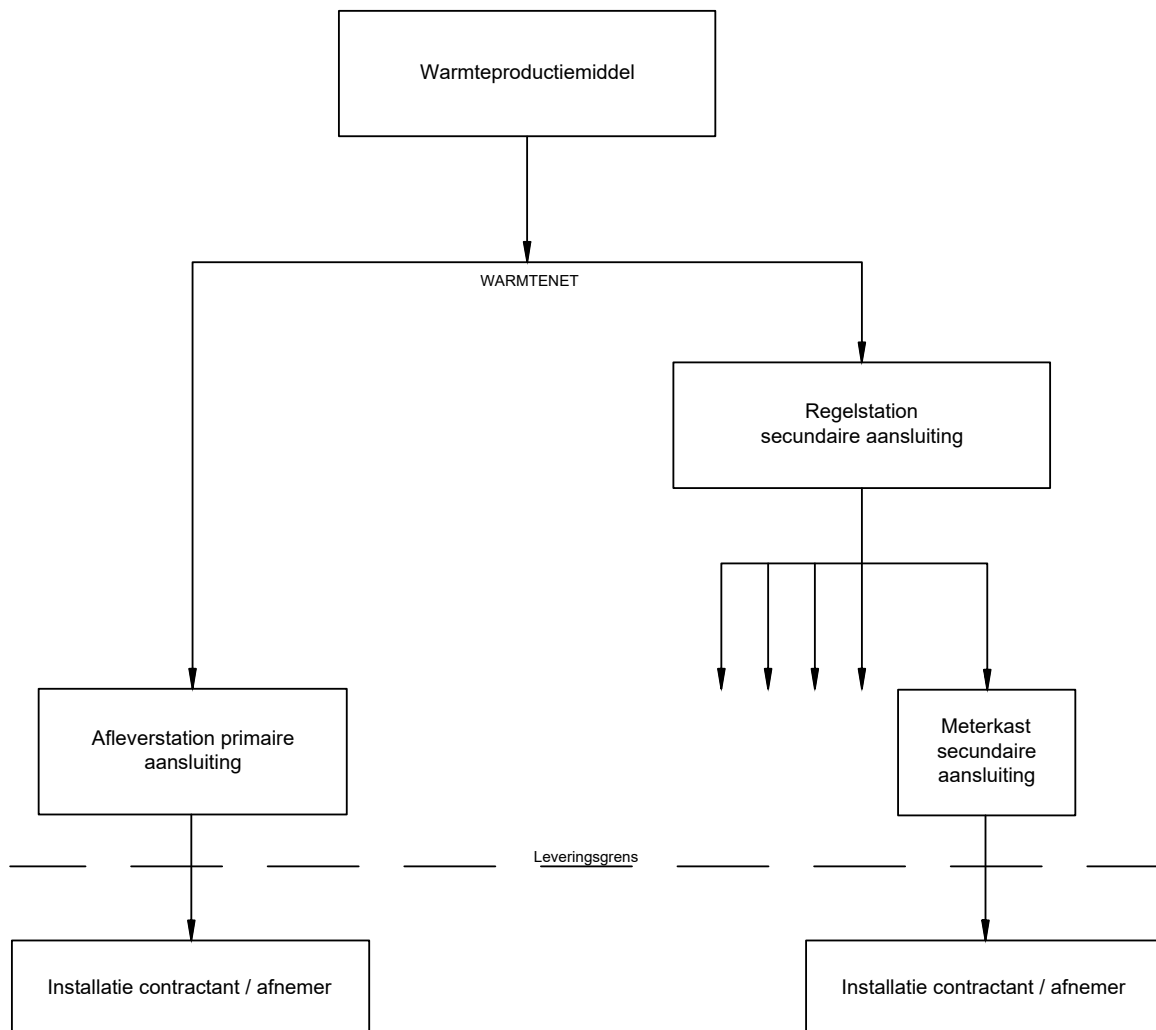 Warmteproductiemiddel
WARMTENET
Regelstation
secundaire aansluiting
Afleverstation primaire
aansluiting
Meterkast
secundaire
aansluiting
Leveringsgrens
Installatie contractant / afnemer
Installatie contractant / afnemer